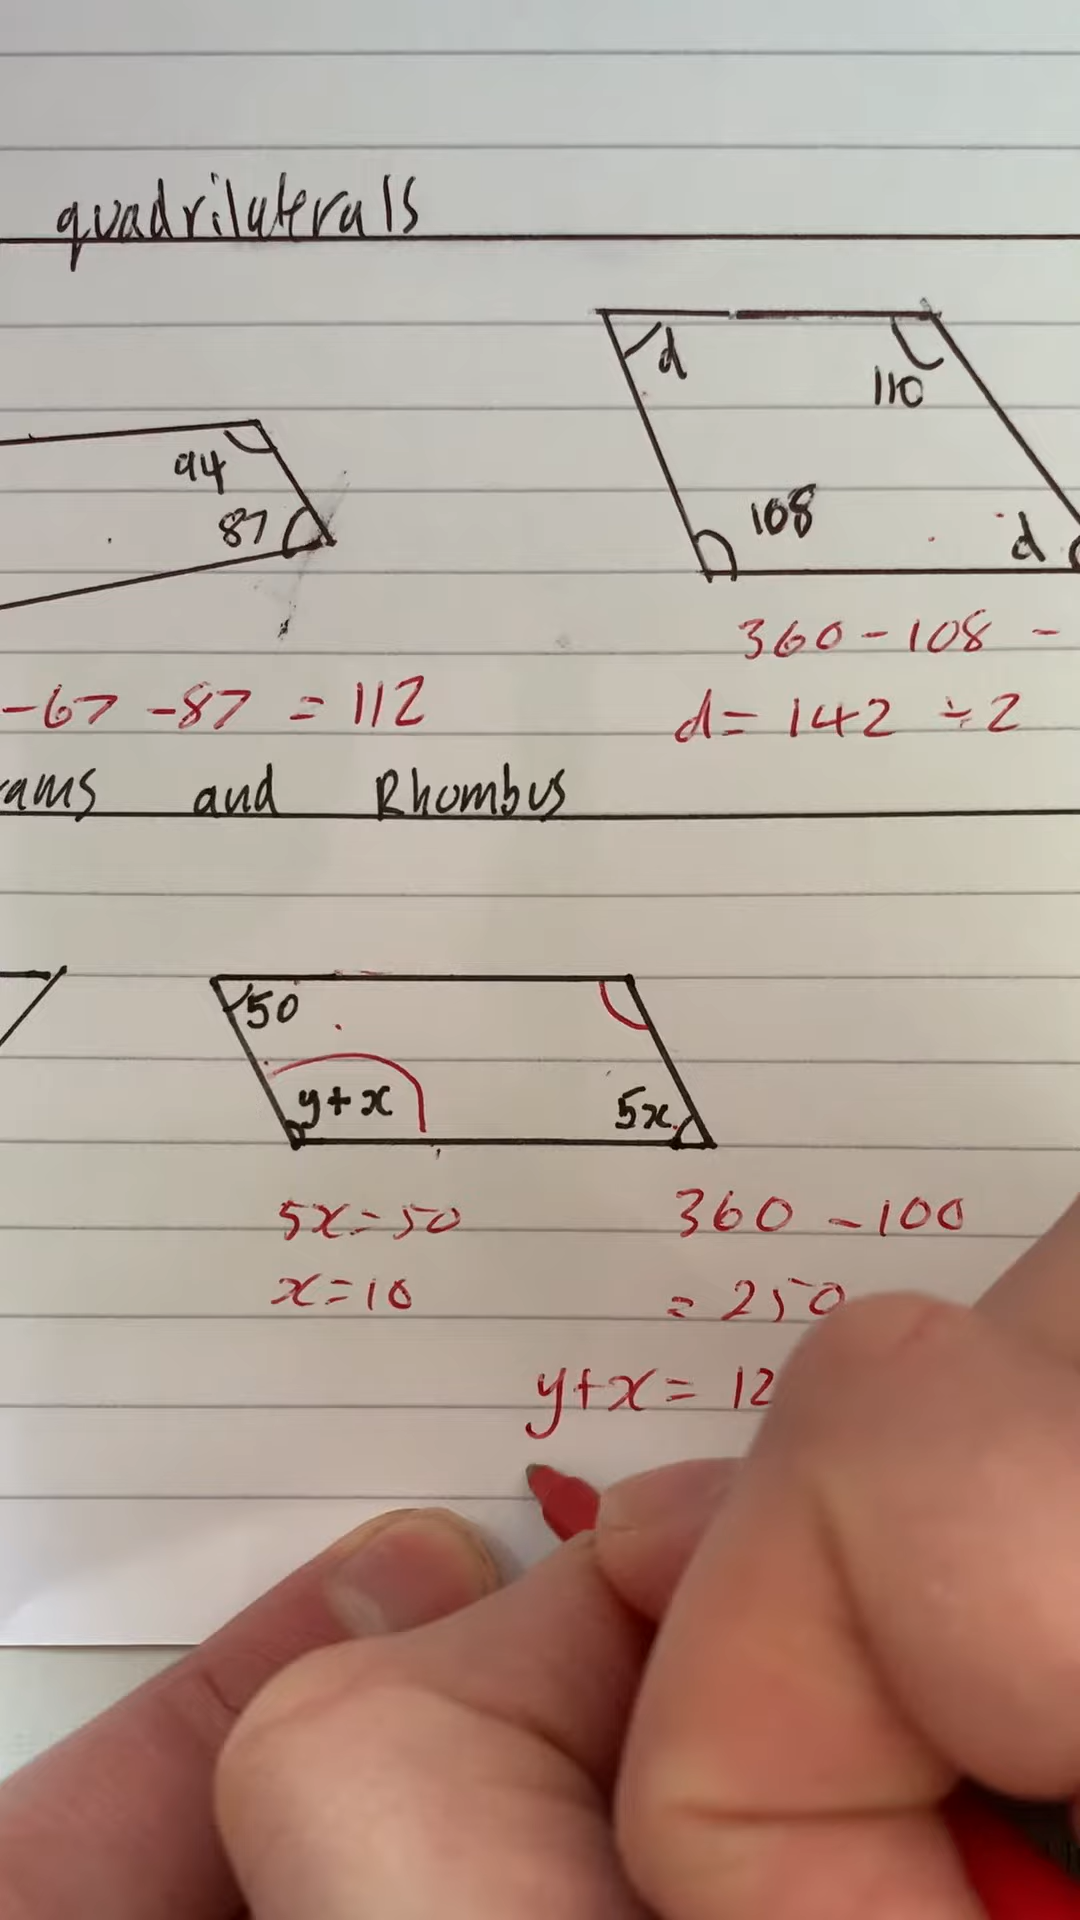 quadrilaterals
d
110
94
87
108
d
360 - 108 -
-67 -87 = 112
d = 142 ÷ 2
rams and Rhombus
50
y+x
5x
5x = 50
360 - 100
x = 10
= 250
y+x = 12